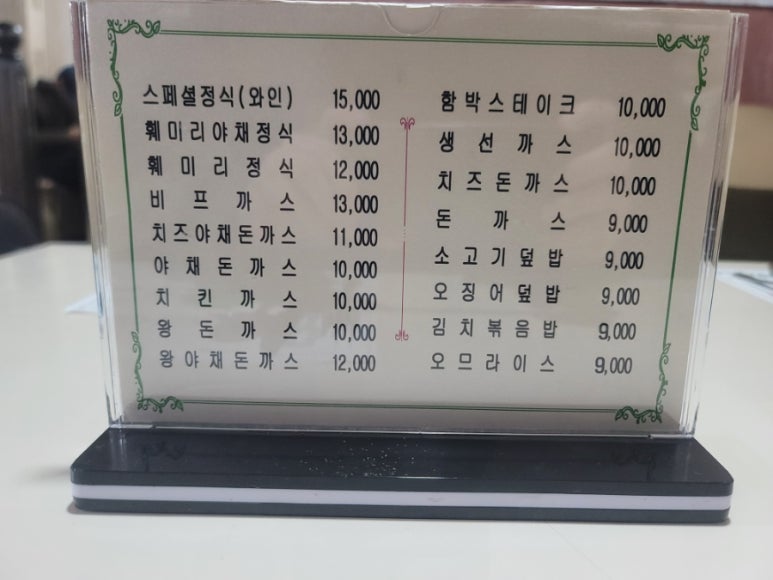 스페셜정식(와인) 15,000
훼미리야채정식 13,000
훼미리정식 12,000
비프까스 13,000
치즈야채돈까스 11,000
야채돈까스 10,000
치킨까스 10,000
왕돈까스 10,000
왕야채돈까스 12,000
함박스테이크 10,000
생선까스 10,000
치즈돈까스 10,000
돈까스 9,000
소고기덮밥 9,000
오징어덮밥 9,000
김치볶음밥 9,000
오므라이스 9,000